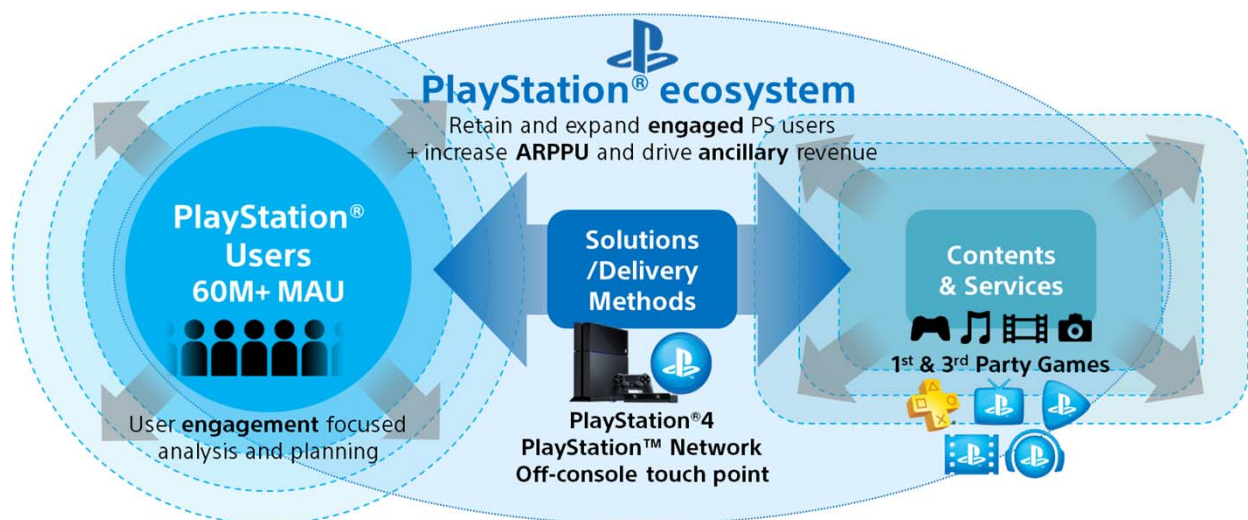 PlayStation® ecosystem
Retain and expand engaged PS users
+ increase ARPPU and drive ancillary revenue
PlayStation®
Users
60M+ MAU
User engagement focused
analysis and planning
Solutions
/Delivery
Methods
PlayStation®4
PlayStation™ Network
Off-console touch point
Contents
& Services
1st & 3rd Party Games